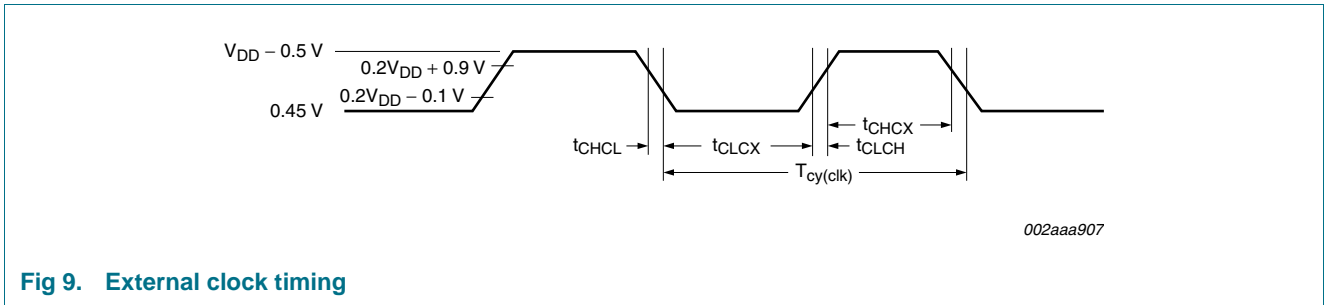 V_DD − 0.5 V
0.2V_DD + 0.9 V
0.2V_DD − 0.1 V
0.45 V
t_CHCX
t_CHCL
t_CLCX
t_CLCH
T_cy(clk)
002aaa907
Fig 9. External clock timing